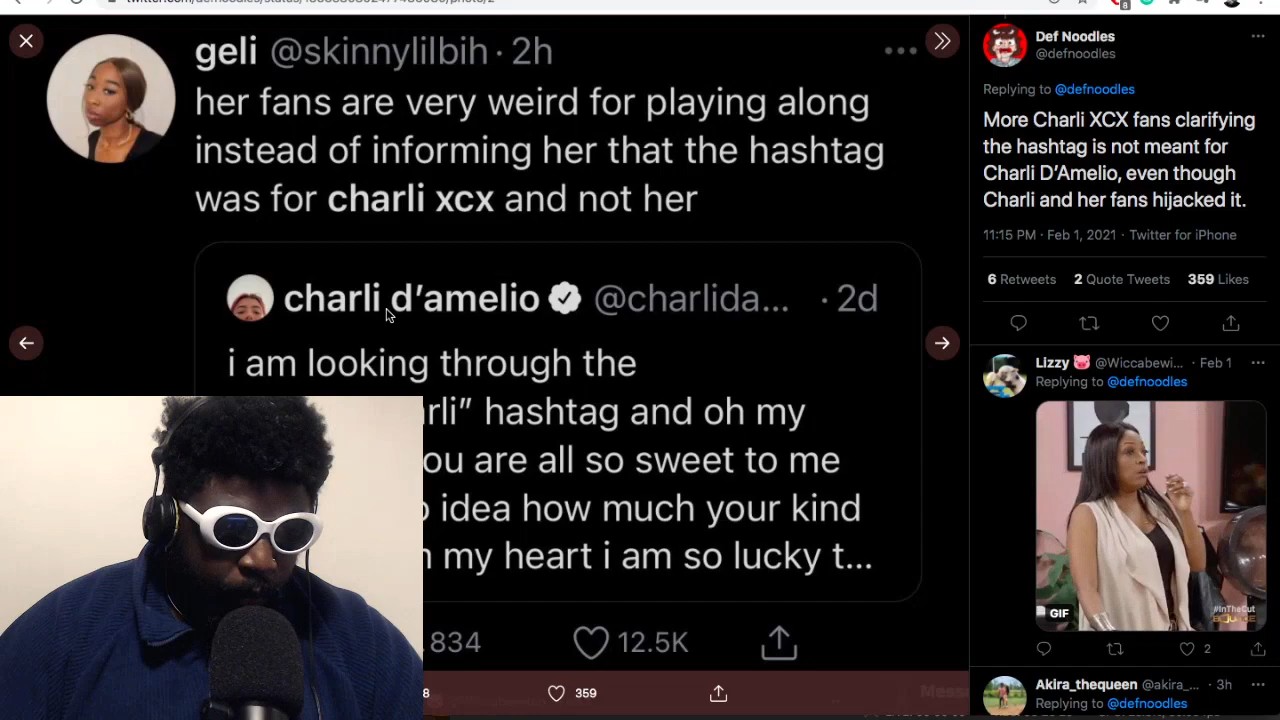 geli @skinnylilbih · 2h
her fans are very weird for playing along
instead of informing her that the hashtag
was for charli xcx and not her
charli d’amelio @charlida... · 2d
i am looking through the
rli” hashtag and oh my
ou are all so sweet to me
idea how much your kind
my heart i am so lucky t...
834
12.5K
8
359
Def Noodles
@defnoodles
Replying to @defnoodles
More Charli XCX fans clarifying
the hashtag is not meant for
Charli D’Amelio, even though
Charli and her fans hijacked it.
11:15 PM · Feb 1, 2021 · Twitter for iPhone
6 Retweets 2 Quote Tweets 359 Likes
Lizzy @Wiccabewi... · Feb 1
Replying to @defnoodles
GIF
#InTheCut
BOUNCE
2
Akira_thequeen @akira_... · 3h
Replying to @defnoodles